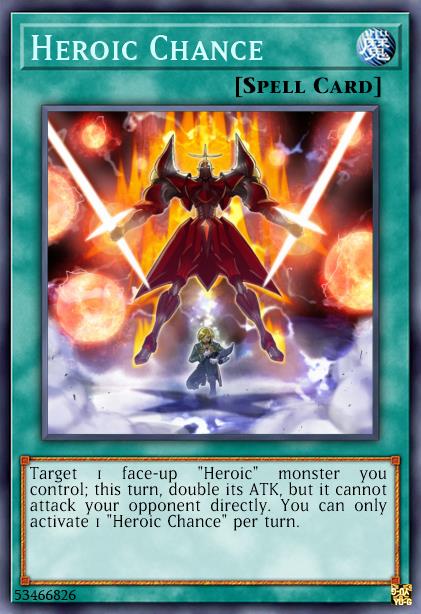 Heroic Chance
魔
[Spell Card]
Target 1 face-up "Heroic" monster you
control; this turn, double its ATK, but it cannot
attack your opponent directly. You can only
activate 1 "Heroic Chance" per turn.
53466826